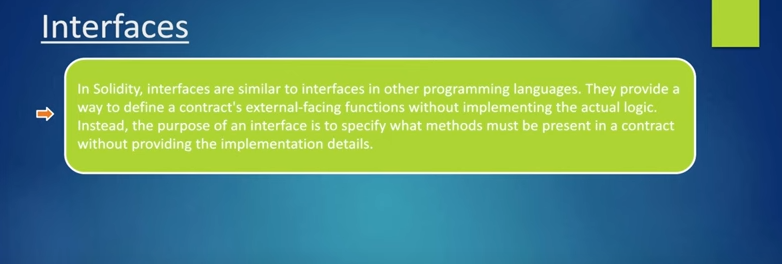 Interfaces
In Solidity, interfaces are similar to interfaces in other programming languages. They provide a
way to define a contract's external-facing functions without implementing the actual logic.
Instead, the purpose of an interface is to specify what methods must be present in a contract
without providing the implementation details.